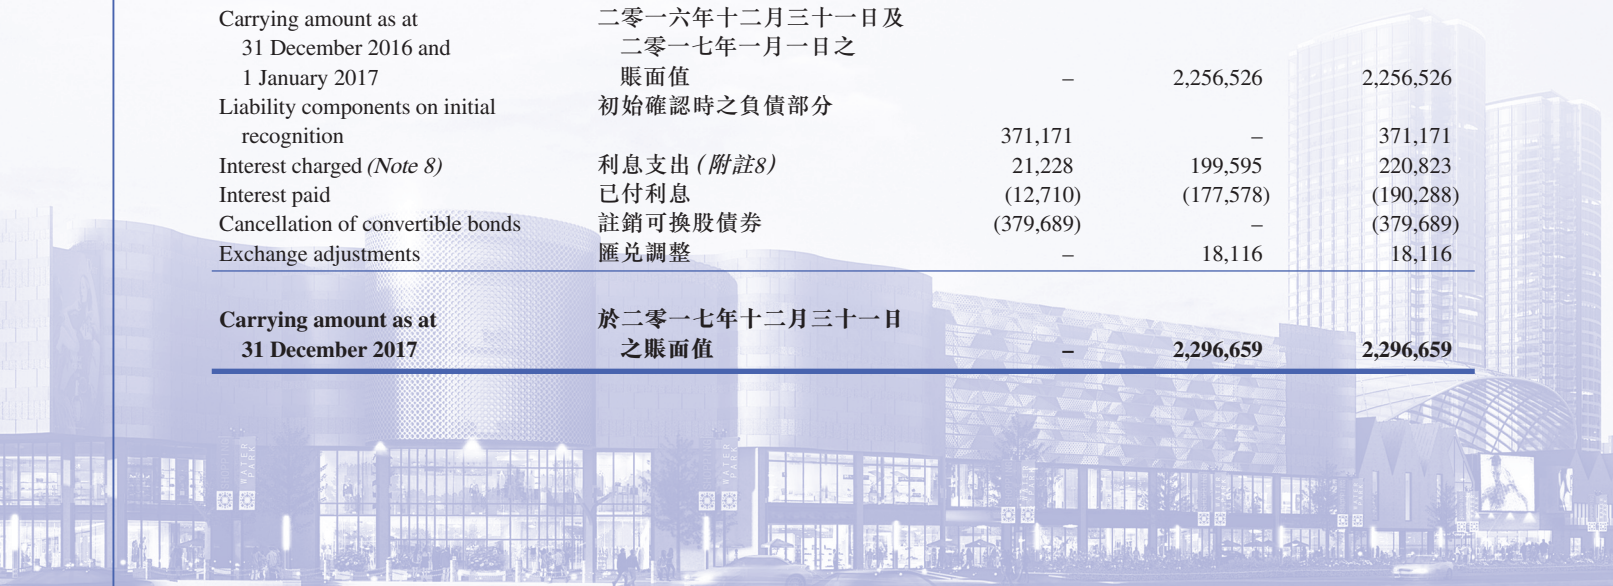 Carrying amount as at 二零一六年十二月三十一日及
31 December 2016 and 二零一七年一月一日之
1 January 2017 賬面值 – 2,256,526 2,256,526
Liability components on initial 初始確認時之負債部分
recognition 371,171 – 371,171
Interest charged (Note 8) 利息支出(附註8) 21,228 199,595 220,823
Interest paid 已付利息 (12,710) (177,578) (190,288)
Cancellation of convertible bonds 註銷可換股債券 (379,689) – (379,689)
Exchange adjustments 匯兌調整 – 18,116 18,116
Carrying amount as at 於二零一七年十二月三十一日
31 December 2017 之賬面值 – 2,296,659 2,296,659
WATER PARK
WATER PARK